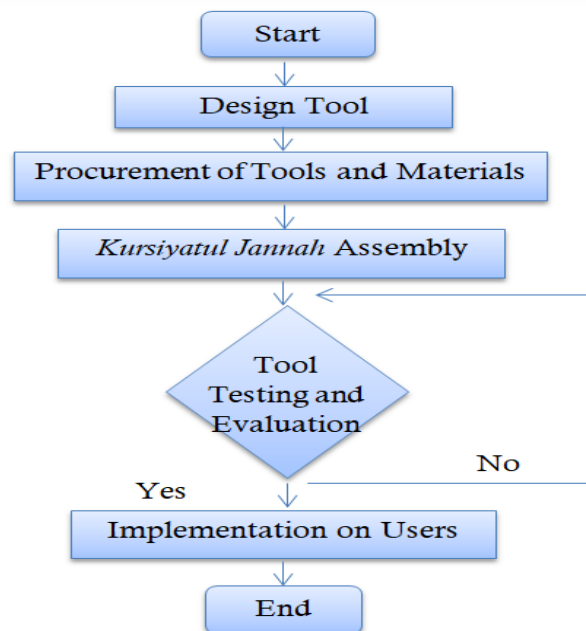 Start
Design Tool
Procurement of Tools and Materials
Kursiyatul Jannah Assembly
Tool
Testing and
Evaluation
No
Yes
Implementation on Users
End